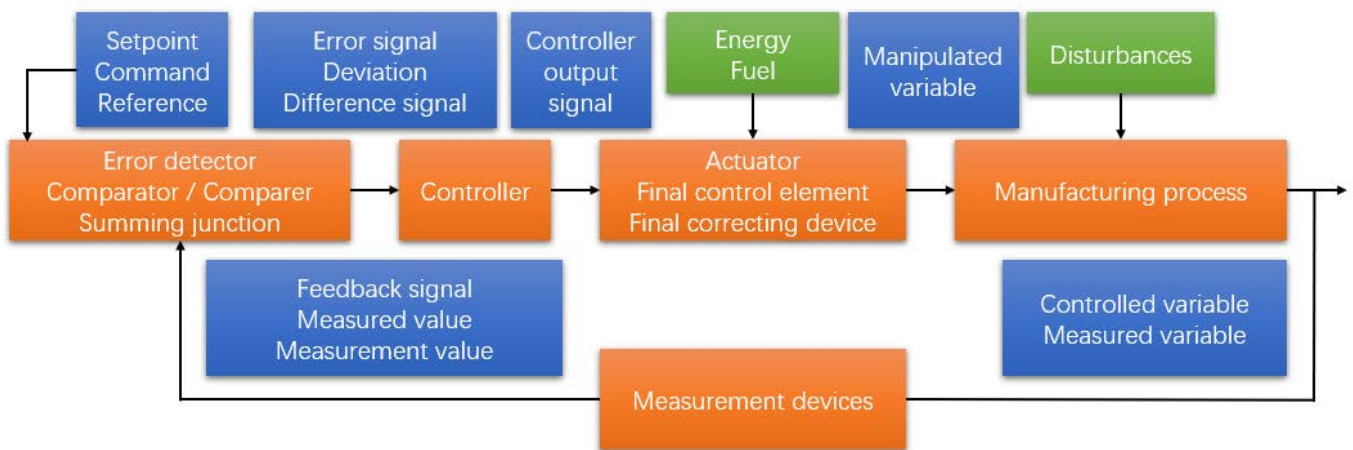 Setpoint
Command
Reference
Error signal
Deviation
Difference signal
Controller
output
signal
Energy
Fuel
Manipulated
variable
Disturbances
Error detector
Comparator / Comparer
Summing junction
Controller
Actuator
Final control element
Final correcting device
Manufacturing process
Feedback signal
Measured value
Measurement value
Controlled variable
Measured variable
Measurement devices